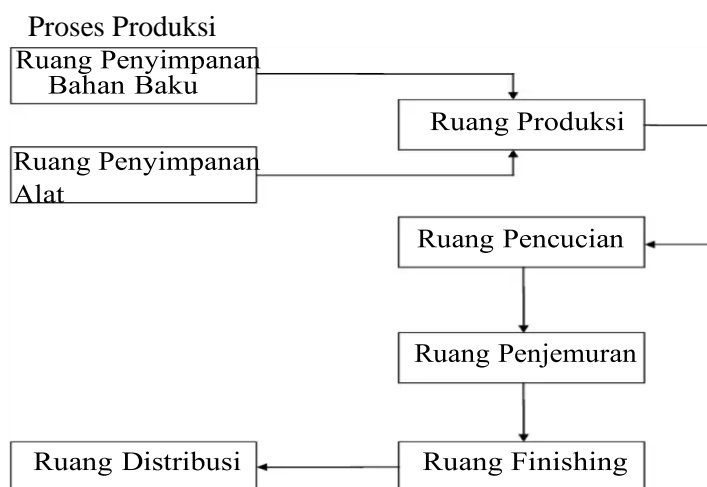 Proses Produksi
Ruang Penyimpanan
Bahan Baku
Ruang Produksi
Ruang Penyimpanan
Alat
Ruang Pencucian
Ruang Penjemuran
Ruang Distribusi
Ruang Finishing